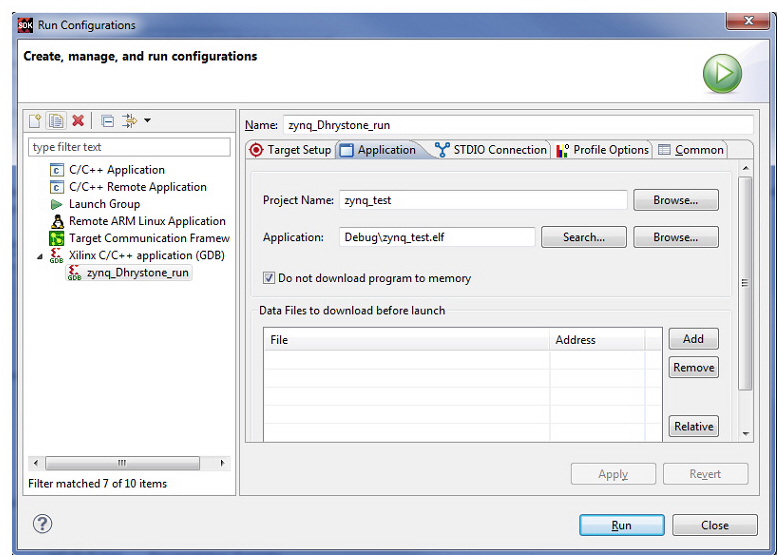 SDK Run Configurations
Create, manage, and run configurations
type filter text
C/C++ Application
C/C++ Remote Application
Launch Group
Remote ARM Linux Application
Target Communication Framew
Xilinx C/C++ application (GDB)
zynq_Dhrystone_run
Filter matched 7 of 10 items
Name: zynq_Dhrystone_run
Target Setup Application STDIO Connection Profile Options Common
Project Name: zynq_test Browse...
Application: Debug\zynq_test.elf Search... Browse...
Do not download program to memory
Data Files to download before launch
File Address Add
Remove
Relative
Apply Revert
? Run Close